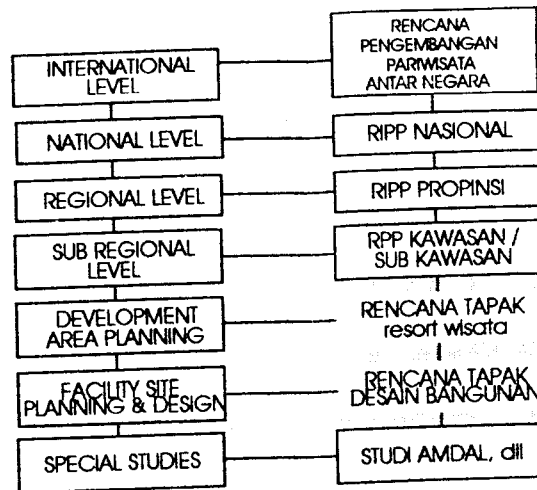 INTERNATIONAL
LEVEL
RENCANA
PENGEMBANGAN
PARIWISATA
ANTAR NEGARA
NATIONAL LEVEL
RIPP NASIONAL
REGIONAL LEVEL
RIPP PROPINSI
SUB REGIONAL
LEVEL
RPP KAWASAN /
SUB KAWASAN
DEVELOPMENT
AREA PLANNING
RENCANA TAPAK
resort wisata
FACILITY SITE
PLANNING & DESIGN
RENCANA TAPAK
DESAIN BANGUNAN
SPECIAL STUDIES
STUDI AMDAL, dll